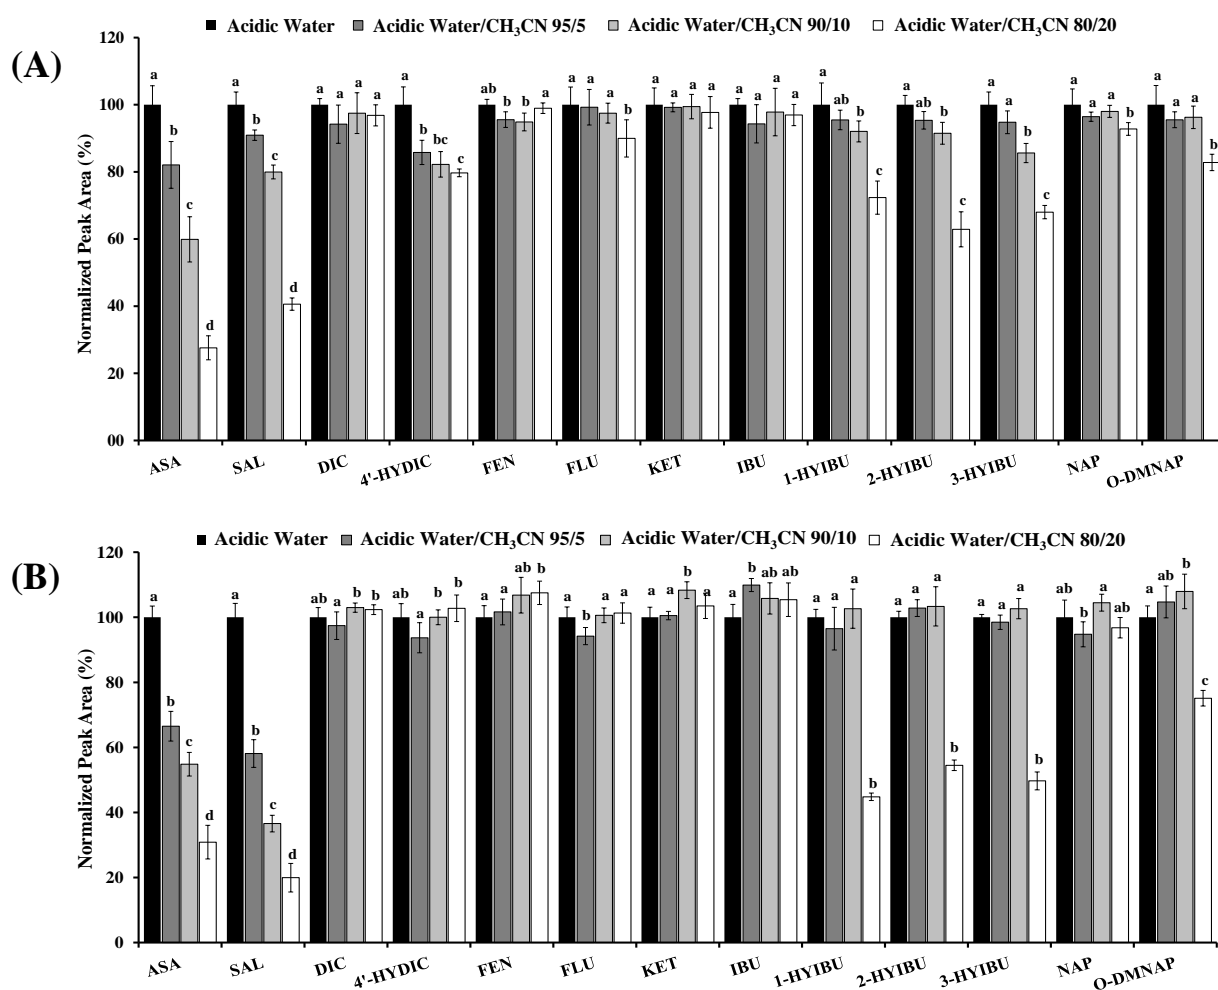 Acidic Water Acidic Water/CH₃CN 95/5 Acidic Water/CH₃CN 90/10 Acidic Water/CH₃CN 80/20
(A)
Normalized Peak Area (%)
120
100
80
60
40
20
00
a b c d a b c d a a a a a b bc c ab b b a a a a b a a a a a a a a a ab b c a ab b c a a b c a a a b a a a b
ASA SAL DIC 4'-HYDIC FEN FLU KET IBU 1-HYIBU 2-HYIBU 3-HYIBU NAP O-DMNAP
Acidic Water Acidic Water/CH₃CN 95/5 Acidic Water/CH₃CN 90/10 Acidic Water/CH₃CN 80/20
(B)
Normalized Peak Area (%)
120
100
80
60
40
20
0
a b c d a b c d ab a b b ab a b b a a ab b a b a a a a b a a b ab ab a a a b a a a b a a a b ab b a ab a ab b c
ASA SAL DIC 4'-HYDIC FEN FLU KET IBU 1-HYIBU 2-HYIBU 3-HYIBU NAP O-DMNAP